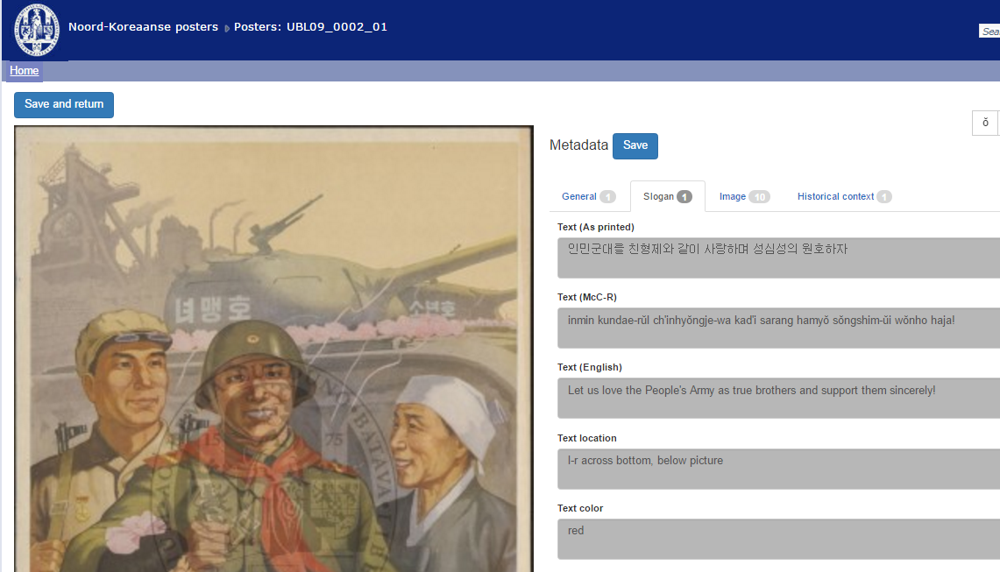 Noord-Koreaanse posters Posters: UBL09_0002_01
Sea
Home
Save and return
ŏ
Metadata Save
General 1 Slogan 1 Image 10 Historical context 1
Text (As printed)
인민군대를 친형제와 같이 사랑하며 성심성의 원호하자
Text (McC-R)
inmin kundae-rŭl ch'inhyŏngje-wa kad'i sarang hamyŏ sŏngshim-ŭi wŏnho haja!
Text (English)
Let us love the People's Army as true brothers and support them sincerely!
Text location
l-r across bottom, below picture
Text color
red
녀맹호
소년호
15 75
BATAVA